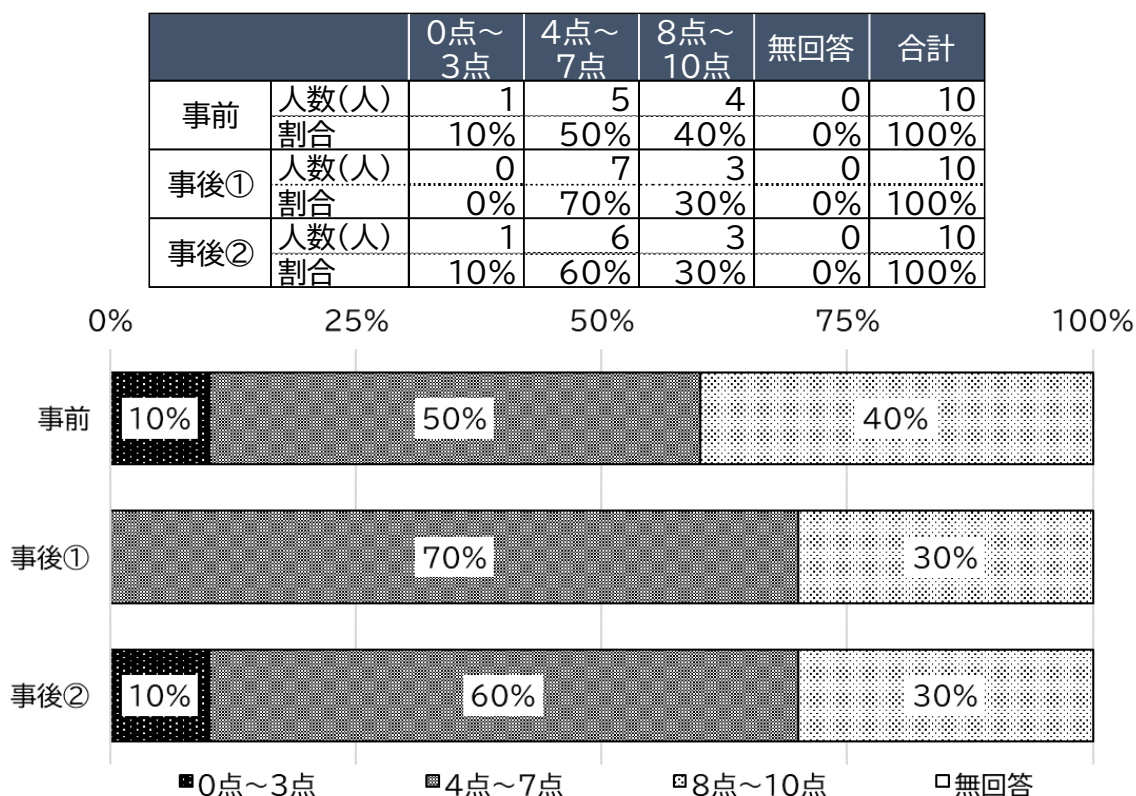 0点～3点 4点～7点 8点～10点 無回答 合計
事前 人数(人) 1 5 4 0 10
割合 10% 50% 40% 0% 100%
事後① 人数(人) 0 7 3 0 10
割合 0% 70% 30% 0% 100%
事後② 人数(人) 1 6 3 0 10
割合 10% 60% 30% 0% 100%
0% 25% 50% 75% 100%
事前 10% 50% 40%
事後① 70% 30%
事後② 10% 60% 30%
0点～3点 4点～7点 8点～10点 無回答